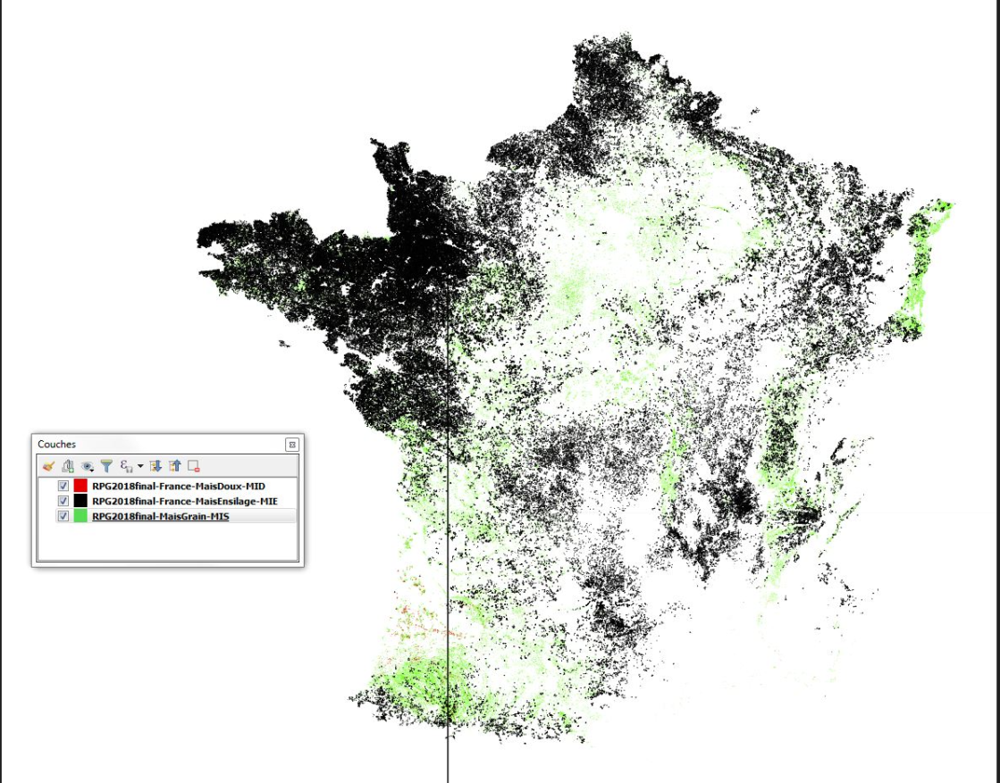 Couches
RPG2018final-France-MaisDoux-MID
RPG2018final-France-MaisEnsilage-MIE
RPG2018final-MaisGrain-MIS